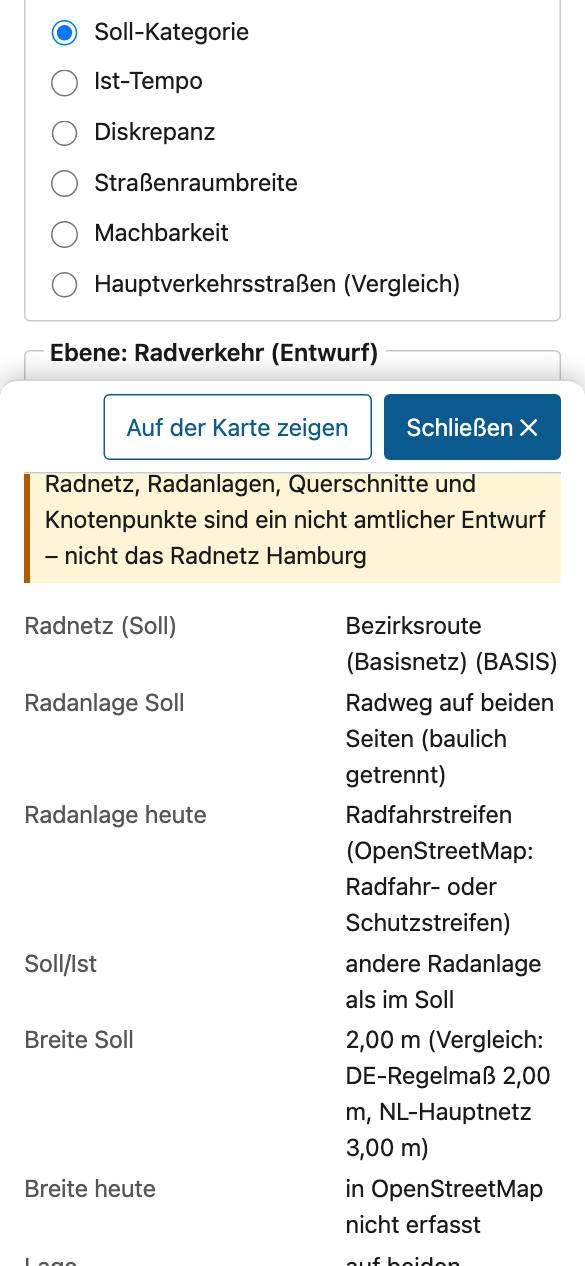 Soll-Kategorie
Ist-Tempo
Diskrepanz
Straßenraumbreite
Machbarkeit
Hauptverkehrsstraßen (Vergleich)
Ebene: Radverkehr (Entwurf)
Auf der Karte zeigen
Schließen ✕
Radnetz, Radanlagen, Querschnitte und
Knotenpunkte sind ein nicht amtlicher Entwurf
– nicht das Radnetz Hamburg
Radnetz (Soll)
Bezirksroute
(Basisnetz) (BASIS)
Radanlage Soll
Radweg auf beiden
Seiten (baulich
getrennt)
Radanlage heute
Radfahrstreifen
(OpenStreetMap:
Radfahr- oder
Schutzstreifen)
Soll/Ist
andere Radanlage
als im Soll
Breite Soll
2,00 m (Vergleich:
DE-Regelmaß 2,00
m, NL-Hauptnetz
3,00 m)
Breite heute
in OpenStreetMap
nicht erfasst
Lage
auf beiden